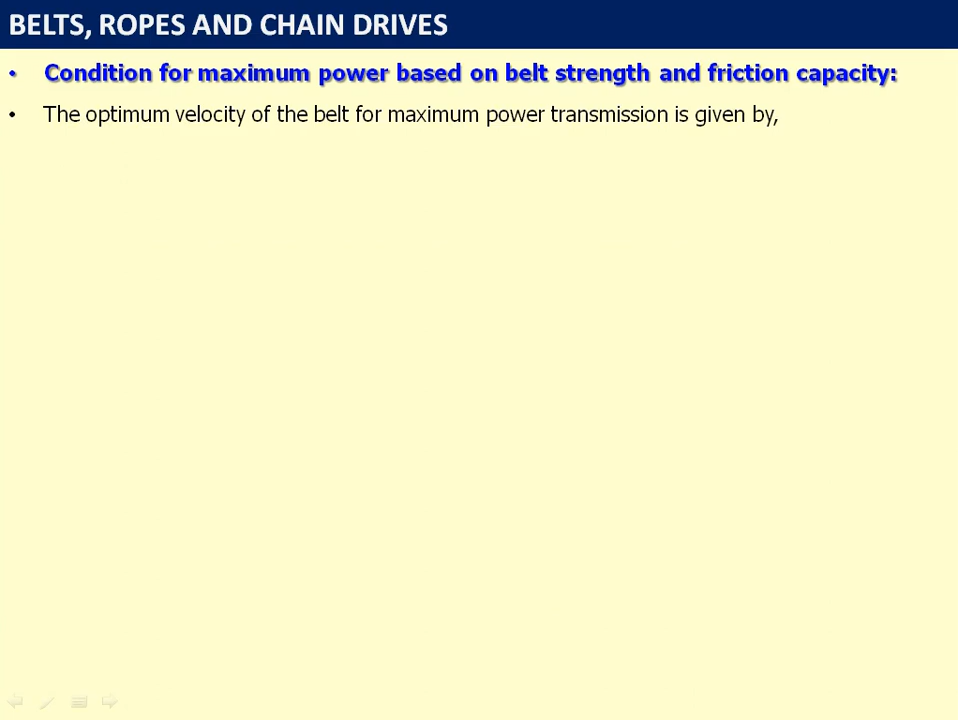 BELTS, ROPES AND CHAIN DRIVES
• Condition for maximum power based on belt strength and friction capacity:
• The optimum velocity of the belt for maximum power transmission is given by,